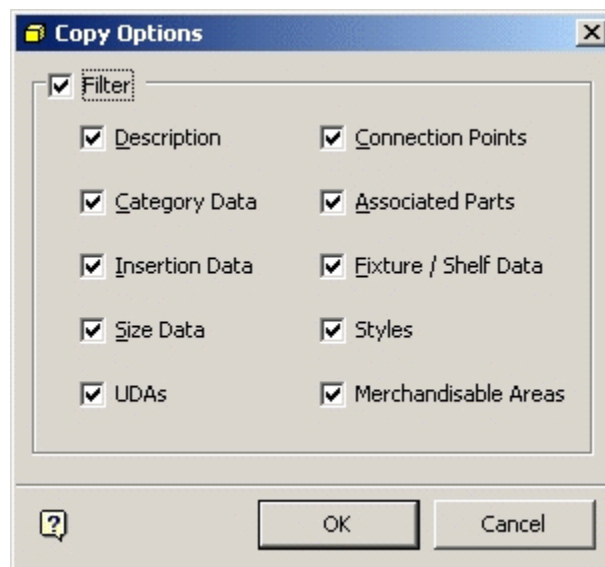 Copy Options
Filter
Description
Connection Points
Category Data
Associated Parts
Insertion Data
Fixture / Shelf Data
Size Data
Styles
UDAs
Merchandisable Areas
?
OK
Cancel